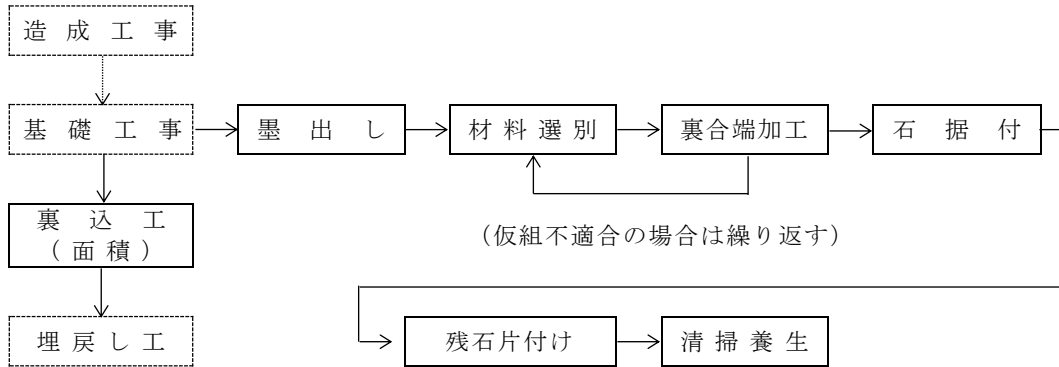 造成工事
基礎工事
墨出し
材料選別
裏合端加工
石据付
裏込工
(面積)
(仮組不適合の場合は繰り返す)
埋戻し工
残石片付け
清掃養生